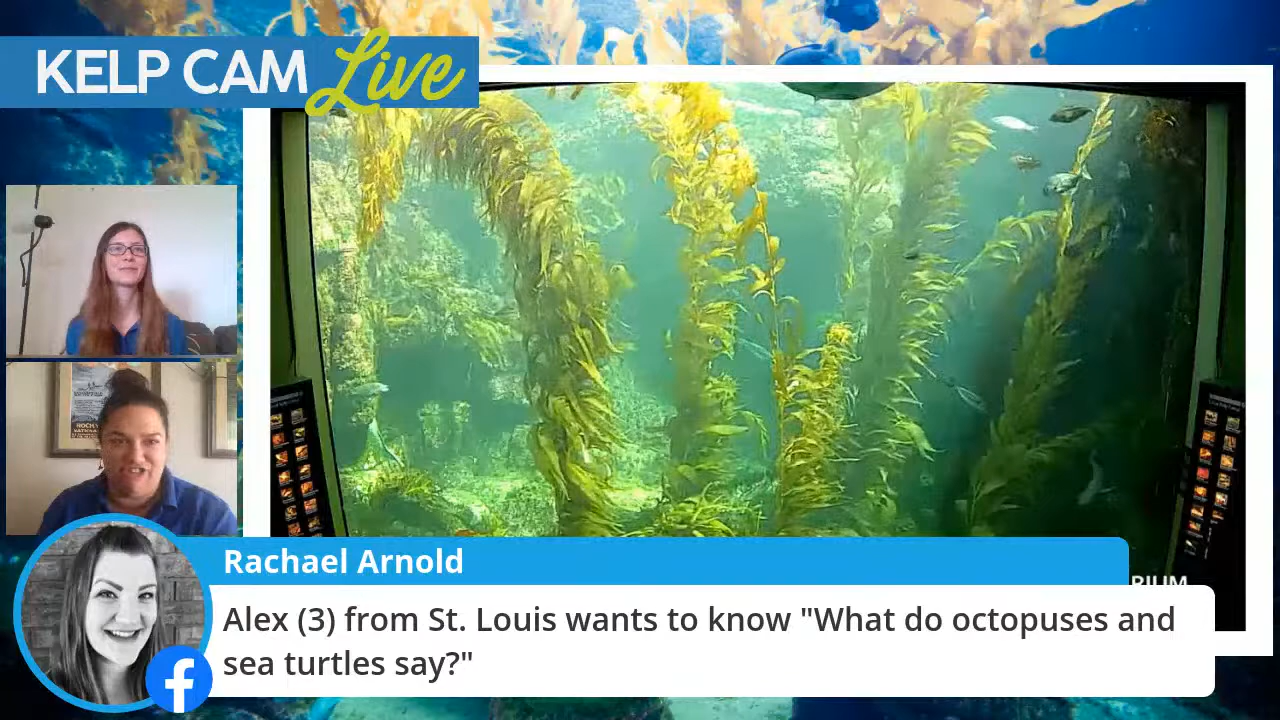 KELP CAM Live
Rachael Arnold
Alex (3) from St. Louis wants to know "What do octopuses and
sea turtles say?"